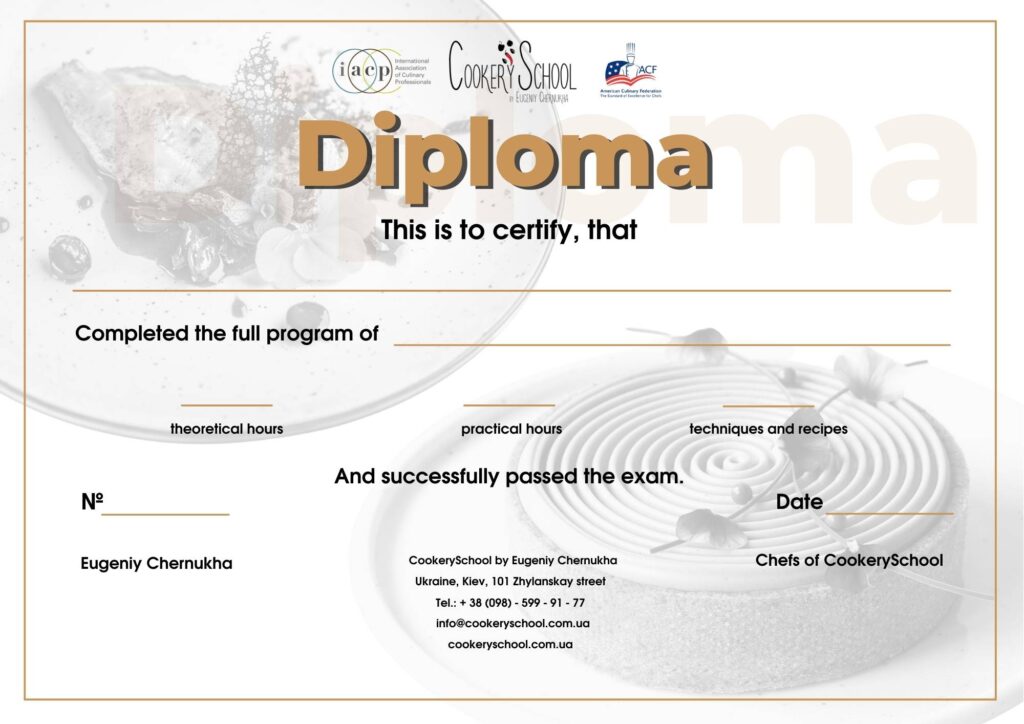 iacp
International
Association
of Culinary
Professionals
COOKERY SCHOOL
BY EUGENIY CHERNUKHA
ACF
American Culinary Federation
The Standard of Excellence for Chefs
Diploma
Diploma
This is to certify, that
Completed the full program of
theoretical hours
practical hours
techniques and recipes
And successfully passed the exam.
Nº
Date
Eugeniy Chernukha
CookerySchool by Eugeniy Chernukha
Chefs of CookerySchool
Ukraine, Kiev, 101 Zhylanskay street
Tel.: + 38 (098) - 599 - 91 - 77
info@cookeryschool.com.ua
cookeryschool.com.ua